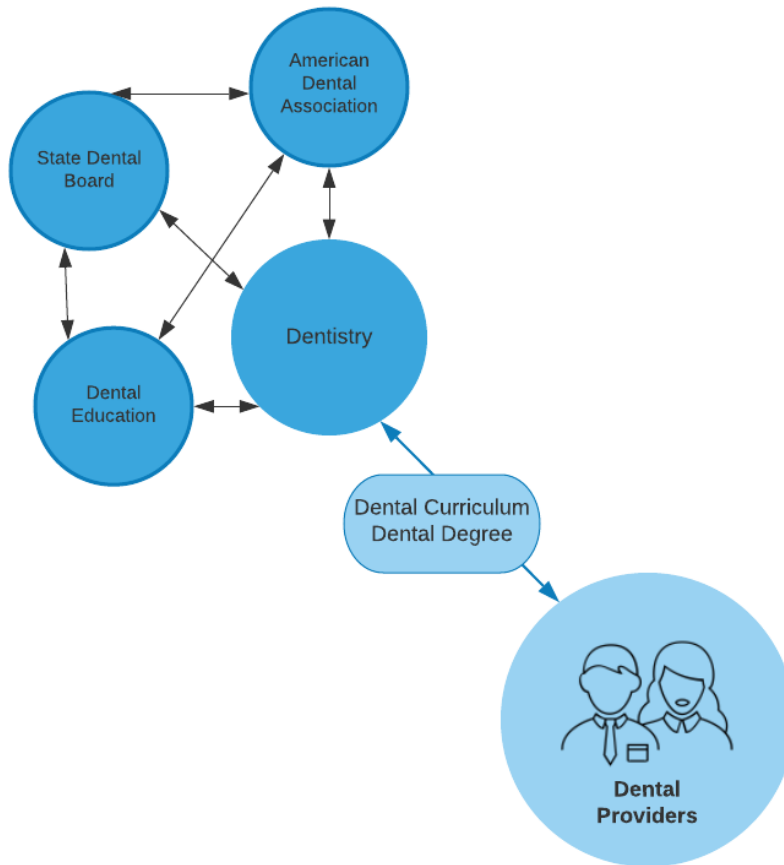 American
Dental
Association
State Dental
Board
Dentistry
Dental
Education
Dental Curriculum
Dental Degree
Dental
Providers